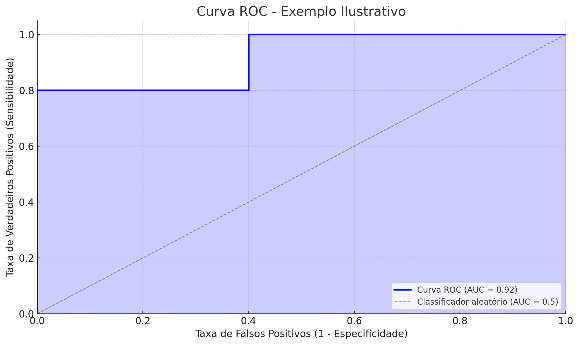 Curva ROC - Exemplo Ilustrativo
Taxa de Verdadeiros Positivos (Sensibilidade)
1.0
0.8
0.6
0.4
0.2
0.0
0.0 0.2 0.4 0.6 0.8 1.0
Curva ROC (AUC = 0.92)
Classificador aleatório (AUC = 0.5)
Taxa de Falsos Positivos (1 - Especificidade)